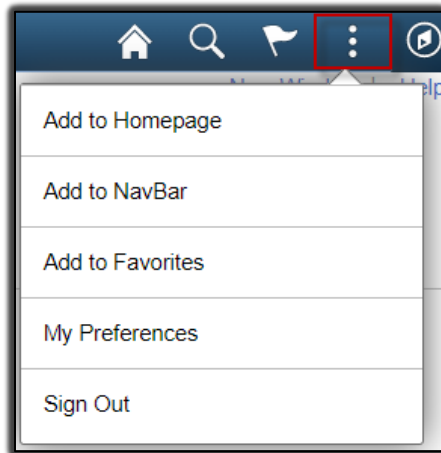 Add to Homepage
Add to NavBar
Add to Favorites
My Preferences
Sign Out